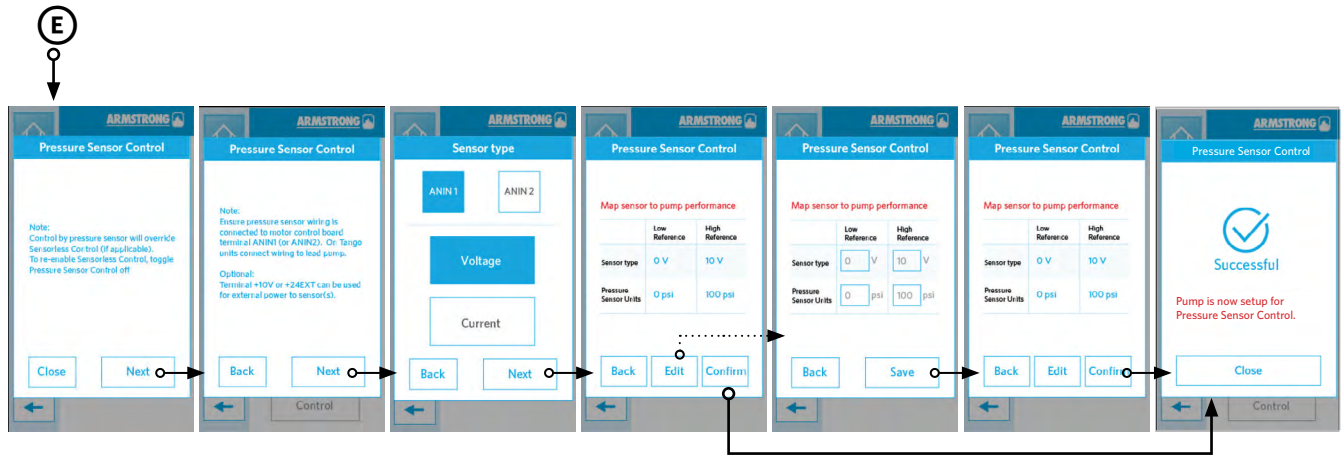 E
ARMSTRONG
Pressure Sensor Control
Note:
Control by pressure sensor will override
Sensorless Control (if applicable).
To re-enable Sensorless Control, toggle
Pressure Sensor Control off
Close
Next
ARMSTRONG
Pressure Sensor Control
Note:
Ensure pressure sensor wiring is
connected to motor control board
terminal ANIN1 (or ANIN2). On Tango
units connect wiring to lead pump.
Optional:
Terminal +10V or +24EXT can be used
for external power to sensor(s).
Back
Next
Control
ARMSTRONG
Sensor type
ANIN 1
ANIN 2
Voltage
Current
Back
Next
ARMSTRONG
Pressure Sensor Control
Map sensor to pump performance
Low High
Reference Reference
Sensor type 0 V 10 V
Pressure
Sensor Units 0 psi 100 psi
Back
Edit
Confirm
ARMSTRONG
Pressure Sensor Control
Map sensor to pump performance
Low High
Reference Reference
Sensor type 0 V 10 V
Pressure
Sensor Units 0 psi 100 psi
Back
Save
ARMSTRONG
Pressure Sensor Control
Map sensor to pump performance
Low High
Reference Reference
Sensor type 0 V 10 V
Pressure
Sensor Units 0 psi 100 psi
Back
Edit
Confirm
ARMSTRONG
Pressure Sensor Control
Successful
Pump is now setup for
Pressure Sensor Control.
Close
Control